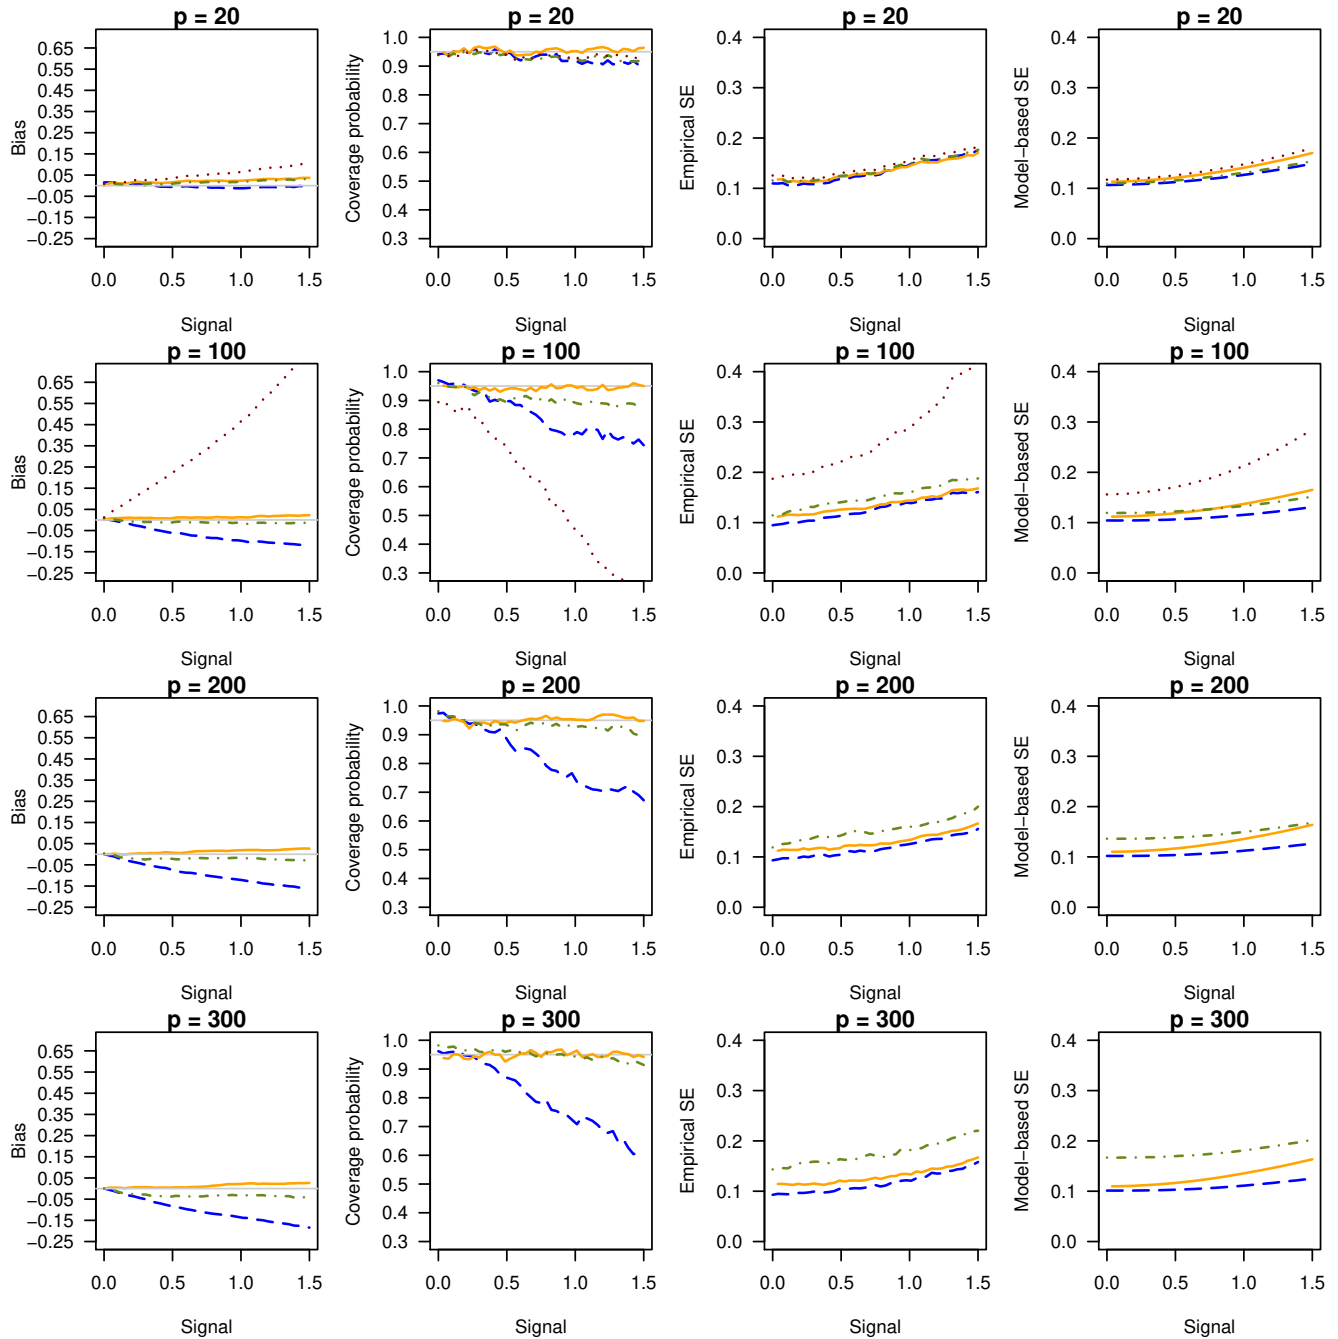 p = 20 p = 20 p = 20 p = 20
Bias
0.65
0.55
0.45
0.35
0.25
0.15
0.05
−0.05
−0.15
−0.25
0.0 0.5 1.0 1.5
Signal
Coverage probability
1.0
0.9
0.8
0.7
0.6
0.5
0.4
0.3
0.0 0.5 1.0 1.5
Signal
Empirical SE
0.4
0.3
0.2
0.1
0.0
0.0 0.5 1.0 1.5
Signal
Model−based SE
0.4
0.3
0.2
0.1
0.0
0.0 0.5 1.0 1.5
Signal
p = 100 p = 100 p = 100 p = 100
Bias
0.65
0.55
0.45
0.35
0.25
0.15
0.05
−0.05
−0.15
−0.25
0.0 0.5 1.0 1.5
Signal
Coverage probability
1.0
0.9
0.8
0.7
0.6
0.5
0.4
0.3
0.0 0.5 1.0 1.5
Signal
Empirical SE
0.4
0.3
0.2
0.1
0.0
0.0 0.5 1.0 1.5
Signal
Model−based SE
0.4
0.3
0.2
0.1
0.0
0.0 0.5 1.0 1.5
Signal
p = 200 p = 200 p = 200 p = 200
Bias
0.65
0.55
0.45
0.35
0.25
0.15
0.05
−0.05
−0.15
−0.25
0.0 0.5 1.0 1.5
Signal
Coverage probability
1.0
0.9
0.8
0.7
0.6
0.5
0.4
0.3
0.0 0.5 1.0 1.5
Signal
Empirical SE
0.4
0.3
0.2
0.1
0.0
0.0 0.5 1.0 1.5
Signal
Model−based SE
0.4
0.3
0.2
0.1
0.0
0.0 0.5 1.0 1.5
Signal
p = 300 p = 300 p = 300 p = 300
Bias
0.65
0.55
0.45
0.35
0.25
0.15
0.05
−0.05
−0.15
−0.25
0.0 0.5 1.0 1.5
Signal
Coverage probability
1.0
0.9
0.8
0.7
0.6
0.5
0.4
0.3
0.0 0.5 1.0 1.5
Signal
Empirical SE
0.4
0.3
0.2
0.1
0.0
0.0 0.5 1.0 1.5
Signal
Model−based SE
0.4
0.3
0.2
0.1
0.0
0.0 0.5 1.0 1.5
Signal